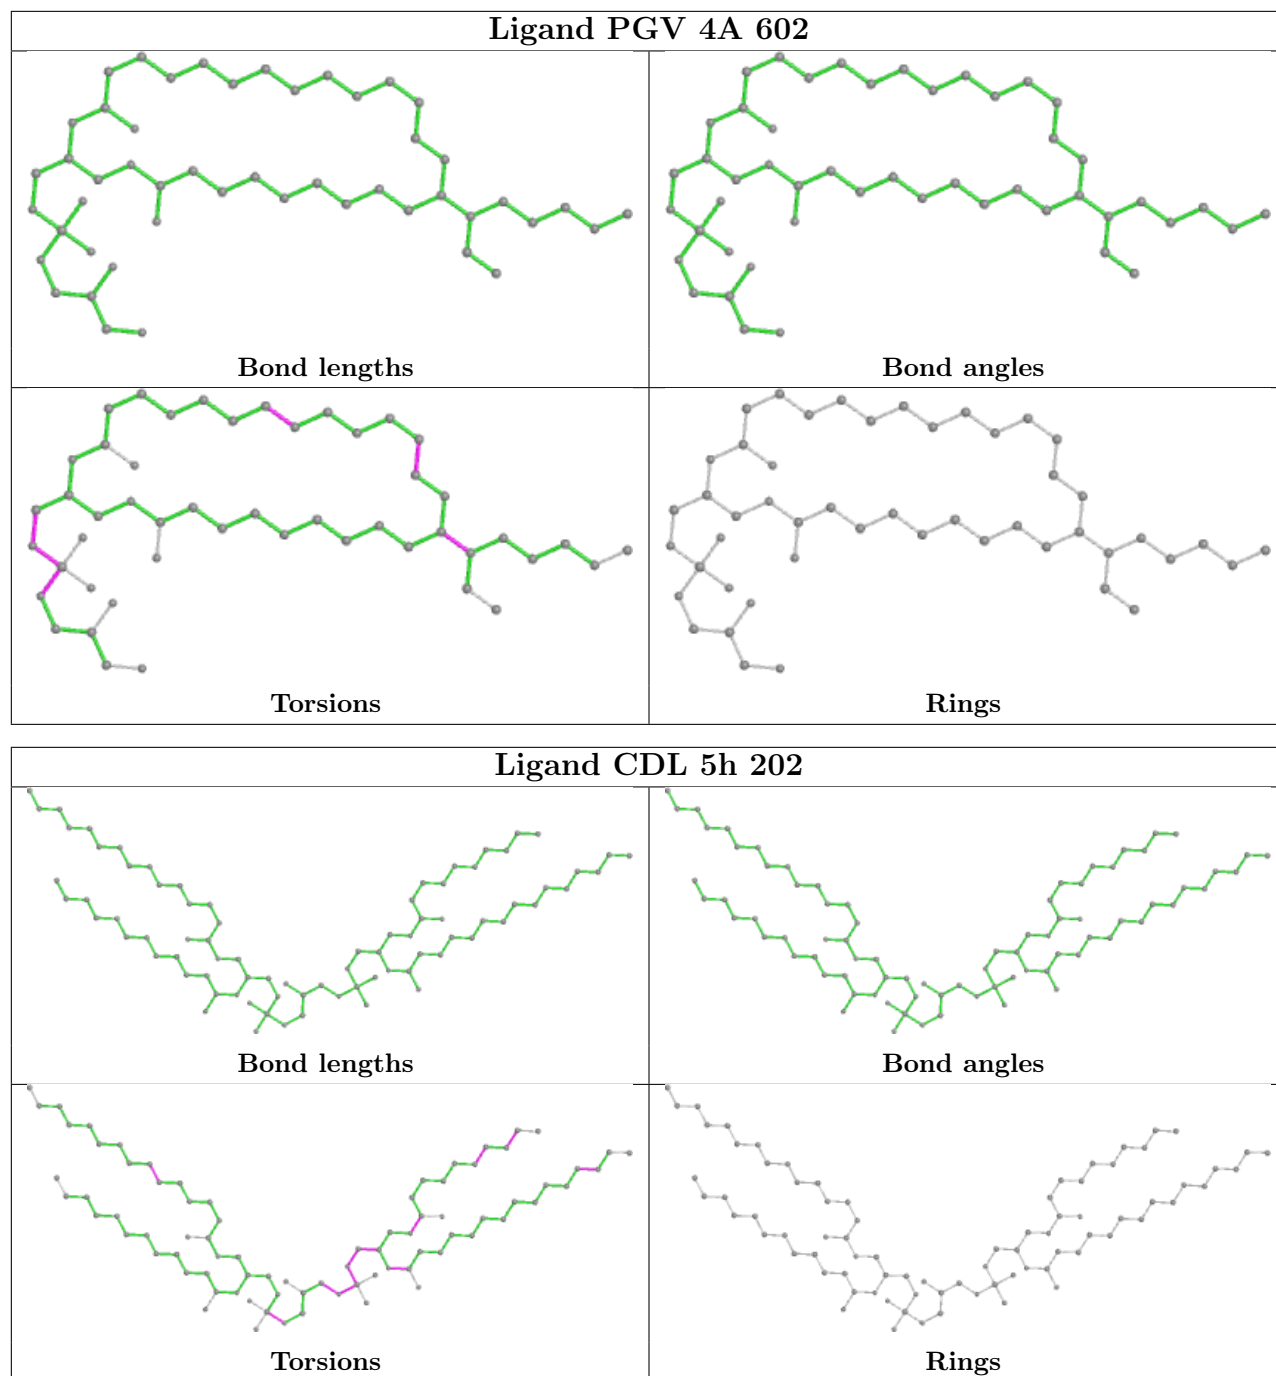 Ligand PGV 4A 602
Bond lengths
Bond angles
Torsions
Rings
Ligand CDL 5h 202
Bond lengths
Bond angles
Torsions
Rings